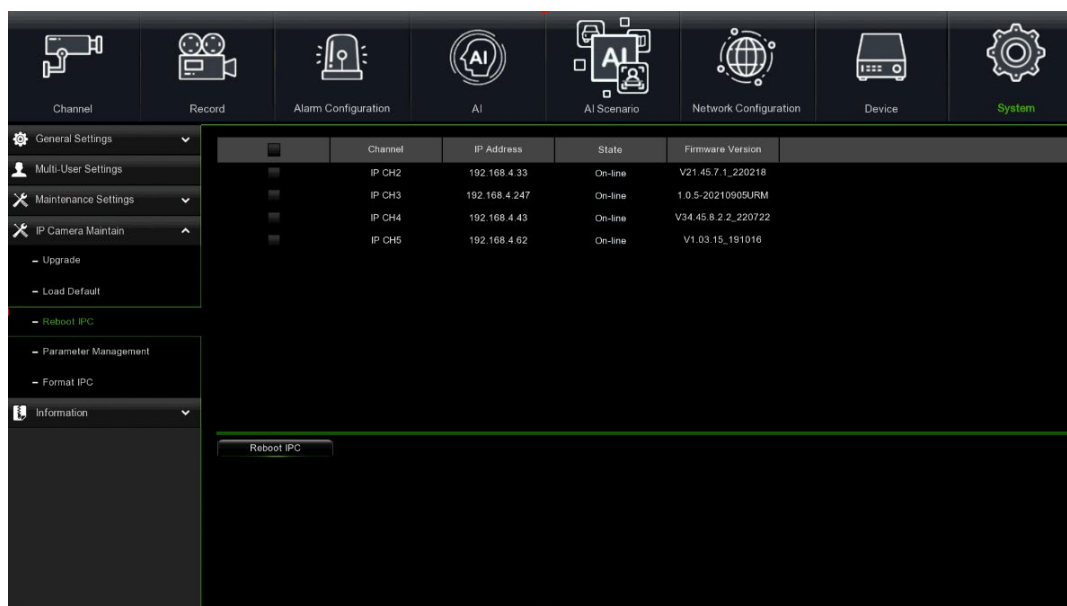 AI
AI
Channel Record Alarm Configuration AI AI Scenario Network Configuration Device System
General Settings
Multi-User Settings
Maintenance Settings
IP Camera Maintain
– Upgrade
– Load Default
– Reboot IPC
– Parameter Management
– Format IPC
Information
Channel IP Address State Firmware Version
IP CH2 192.168.4.33 On-line V21.45.7.1_220218
IP CH3 192.168.4.247 On-line 1.0.5-20210905URM
IP CH4 192.168.4.43 On-line V34.45.8.2.2_220722
IP CH5 192.168.4.62 On-line V1.03.15_191016
Reboot IPC